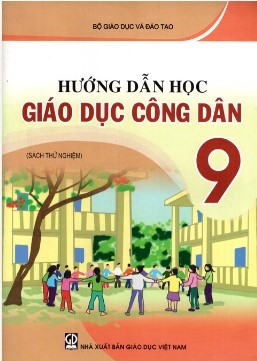 BỘ GIÁO DỤC VÀ ĐÀO TẠO
HƯỚNG DẪN HỌC
GIÁO DỤC CÔNG DÂN
(SÁCH THỬ NGHIỆM)
9
NHÀ XUẤT BẢN GIÁO DỤC VIỆT NAM